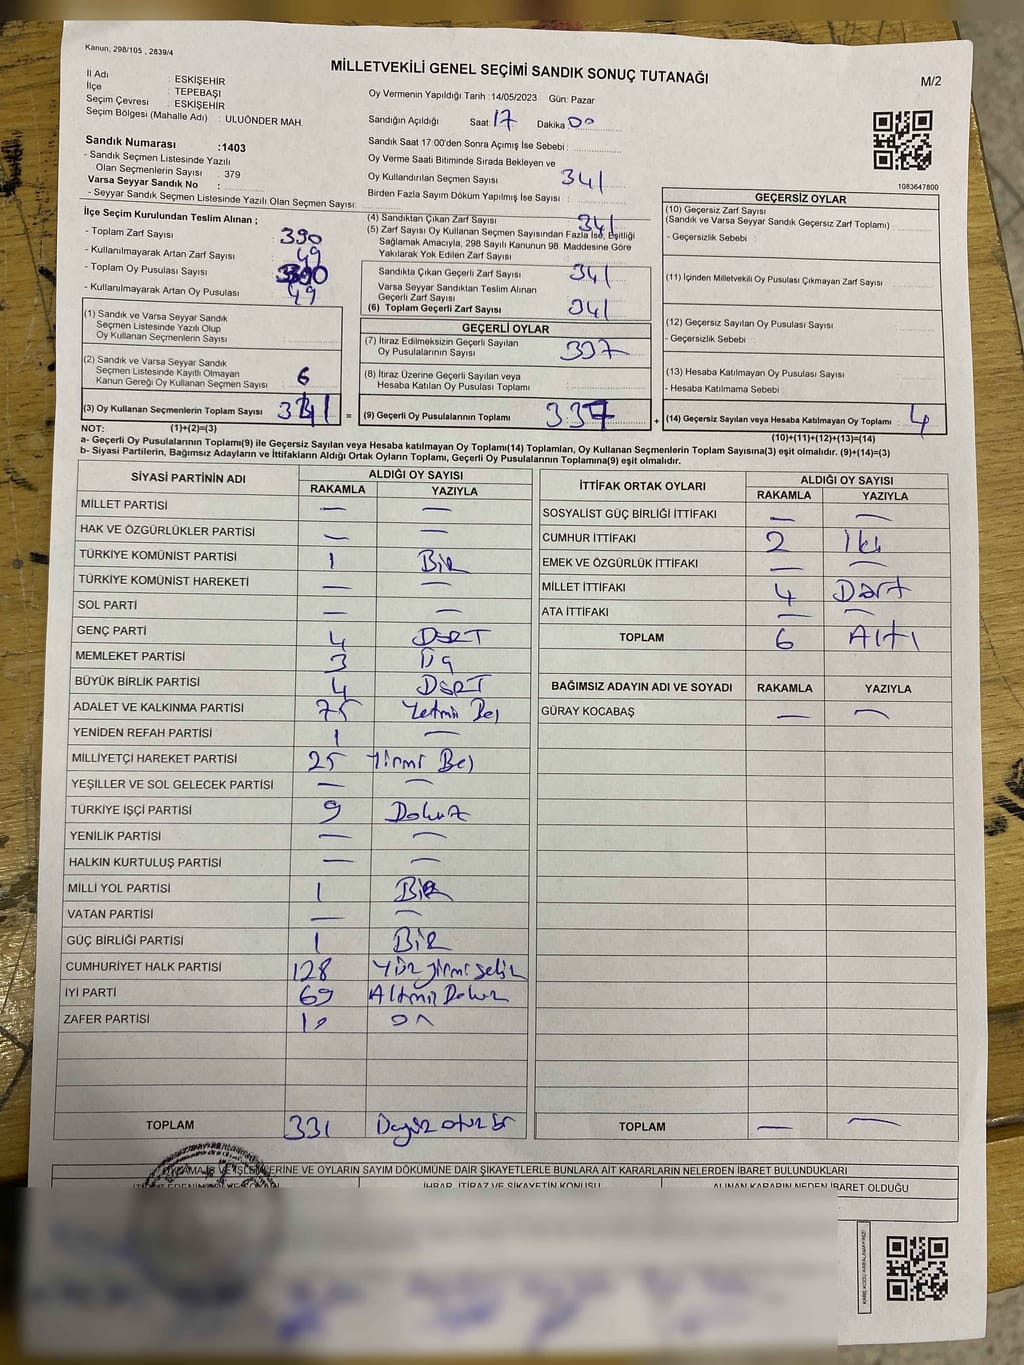 Kanun, 298/105 , 2839/4
MİLLETVEKİLİ GENEL SEÇİMİ SANDIK SONUÇ TUTANAĞI
M/2
İl Adı : ESKİŞEHİR
İlçe : TEPEBAŞI
Seçim Çevresi : ESKİŞEHİR
Seçim Bölgesi (Mahalle Adı) : ULUÖNDER MAH.
Oy Vermenin Yapıldığı Tarih :14/05/2023 Gün: Pazar
Sandığın Açıldığı Saat: 17 Dakika 00
Sandık Saat 17:00'den Sonra Açımış İse Sebebi :
Oy Verme Saati Bitiminde Sırada Bekleyen ve
Oy Kullandırılan Seçmen Sayısı 341
Birden Fazla Sayım Döküm Yapılmış İse Sayısı :
1083647800
Sandık Numarası :1403
- Sandık Seçmen Listesinde Yazılı
Olan Seçmenlerin Sayısı 379
Varsa Seyyar Sandık No :
- Seyyar Sandık Seçmen Listesinde Yazılı Olan Seçmen Sayısı:
İlçe Seçim Kurulundan Teslim Alınan ;
- Toplam Zarf Sayısı : 390
- Kullanılmayarak Artan Zarf Sayısı : 49
- Toplam Oy Pusulası Sayısı : 390
- Kullanılmayarak Artan Oy Pusulası : 49
(1) Sandık ve Varsa Seyyar Sandık
Seçmen Listesinde Yazılı Olup
Oy Kullanan Seçmenlerin Sayısı :
(2) Sandık ve Varsa Seyyar Sandık
Seçmen Listesinde Kayıtlı Olmayan
Kanun Gereği Oy Kullanan Seçmen Sayısı : 6
(3) Oy Kullanan Seçmenlerin Toplam Sayısı : 341 =
(4) Sandıktan Çıkan Zarf Sayısı : 341
(5) Zarf Sayısı Oy Kullanan Seçmen Sayısından Fazla İse, Eşitliği
Sağlamak Amacıyla, 298 Sayılı Kanunun 98. Maddesine Göre
Yakılarak Yok Edilen Zarf Sayısı :
Sandıkta Çıkan Geçerli Zarf Sayısı : 341
Varsa Seyyar Sandıktan Teslim Alınan
Geçerli Zarf Sayısı :
(6) Toplam Geçerli Zarf Sayısı : 341
GEÇERLİ OYLAR
(7) İtiraz Edilmeksizin Geçerli Sayılan
Oy Pusulalarının Sayısı : 337
(8) İtiraz Üzerine Geçerli Sayılan veya
Hesaba Katılan Oy Pusulası Toplamı :
(9) Geçerli Oy Pusulalarının Toplamı : 337 +
GEÇERSİZ OYLAR
(10) Geçersiz Zarf Sayısı
(Sandık ve Varsa Seyyar Sandık Geçersiz Zarf Toplamı) :
- Geçersizlik Sebebi :
(11) İçinden Milletvekili Oy Pusulası Çıkmayan Zarf Sayısı :
(12) Geçersiz Sayılan Oy Pusulası Sayısı :
- Geçersizlik Sebebi :
(13) Hesaba Katılmayan Oy Pusulası Sayısı :
- Hesaba Katılmama Sebebi :
(14) Geçersiz Sayılan veya Hesaba Katılmayan Oy Toplamı : 4
NOT: (1)+(2)=(3)
(10)+(11)+(12)+(13)=(14)
a- Geçerli Oy Pusulalarının Toplamı(9) ile Geçersiz Sayılan veya Hesaba katılmayan Oy Toplamı(14) Toplamları, Oy Kullanan Seçmenlerin Toplam Sayısına(3) eşit olmalıdır. (9)+(14)=(3)
b- Siyasi Partilerin, Bağımsız Adayların ve İttifakların Aldığı Ortak Oyların Toplamı, Geçerli Oy Pusulalarının Toplamına(9) eşit olmalıdır.
SİYASİ PARTİNİN ADI ALDIĞI OY SAYISI
RAKAMLA YAZIYLA
MİLLET PARTİSİ — —
HAK VE ÖZGÜRLÜKLER PARTİSİ — —
TÜRKİYE KOMÜNİST PARTİSİ 1 BİR
TÜRKİYE KOMÜNİST HAREKETİ — —
SOL PARTİ — —
GENÇ PARTİ 4 DÖRT
MEMLEKET PARTİSİ 3 Üç
BÜYÜK BİRLİK PARTİSİ 4 DÖRT
ADALET VE KALKINMA PARTİSİ 75 Yetmiş Beş
YENİDEN REFAH PARTİSİ 1 —
MİLLİYETÇİ HAREKET PARTİSİ 25 Yirmi Beş
YEŞİLLER VE SOL GELECEK PARTİSİ — —
TÜRKİYE İŞÇİ PARTİSİ 9 Dokuz
YENİLİK PARTİSİ — —
HALKIN KURTULUŞ PARTİSİ — —
MİLLİ YOL PARTİSİ 1 BİR
VATAN PARTİSİ — —
GÜÇ BİRLİĞİ PARTİSİ 1 BİR
CUMHURİYET HALK PARTİSİ 128 Yüz yirmi sekiz
İYİ PARTİ 69 Altmış Dokuz
ZAFER PARTİSİ 10 ON
TOPLAM 331
İTTİFAK ORTAK OYLARI ALDIĞI OY SAYISI
RAKAMLA YAZIYLA
SOSYALİST GÜÇ BİRLİĞİ İTTİFAKI — —
CUMHUR İTTİFAKI 2 İki
EMEK VE ÖZGÜRLÜK İTTİFAKI — —
MİLLET İTTİFAKI 4 Dört
ATA İTTİFAKI — —
TOPLAM 6 Altı
BAĞIMSIZ ADAYIN ADI VE SOYADI RAKAMLA YAZIYLA
GÜRAY KOCABAŞ — —
TOPLAM — —
VE İŞLEMLERİNE VE OYLARIN SAYIM DÖKÜMÜNE DAİR ŞİKAYETLERLE BUNLARA AİT KARARLARIN NELERDEN İBARET BULUNDUKLARI
İHBAR, İTİRAZ VE ŞİKAYETİN KONUSU ALINAN KARARIN NEDEN İBARET OLDUĞU
KARE KODU KARALAMAYINIZ!